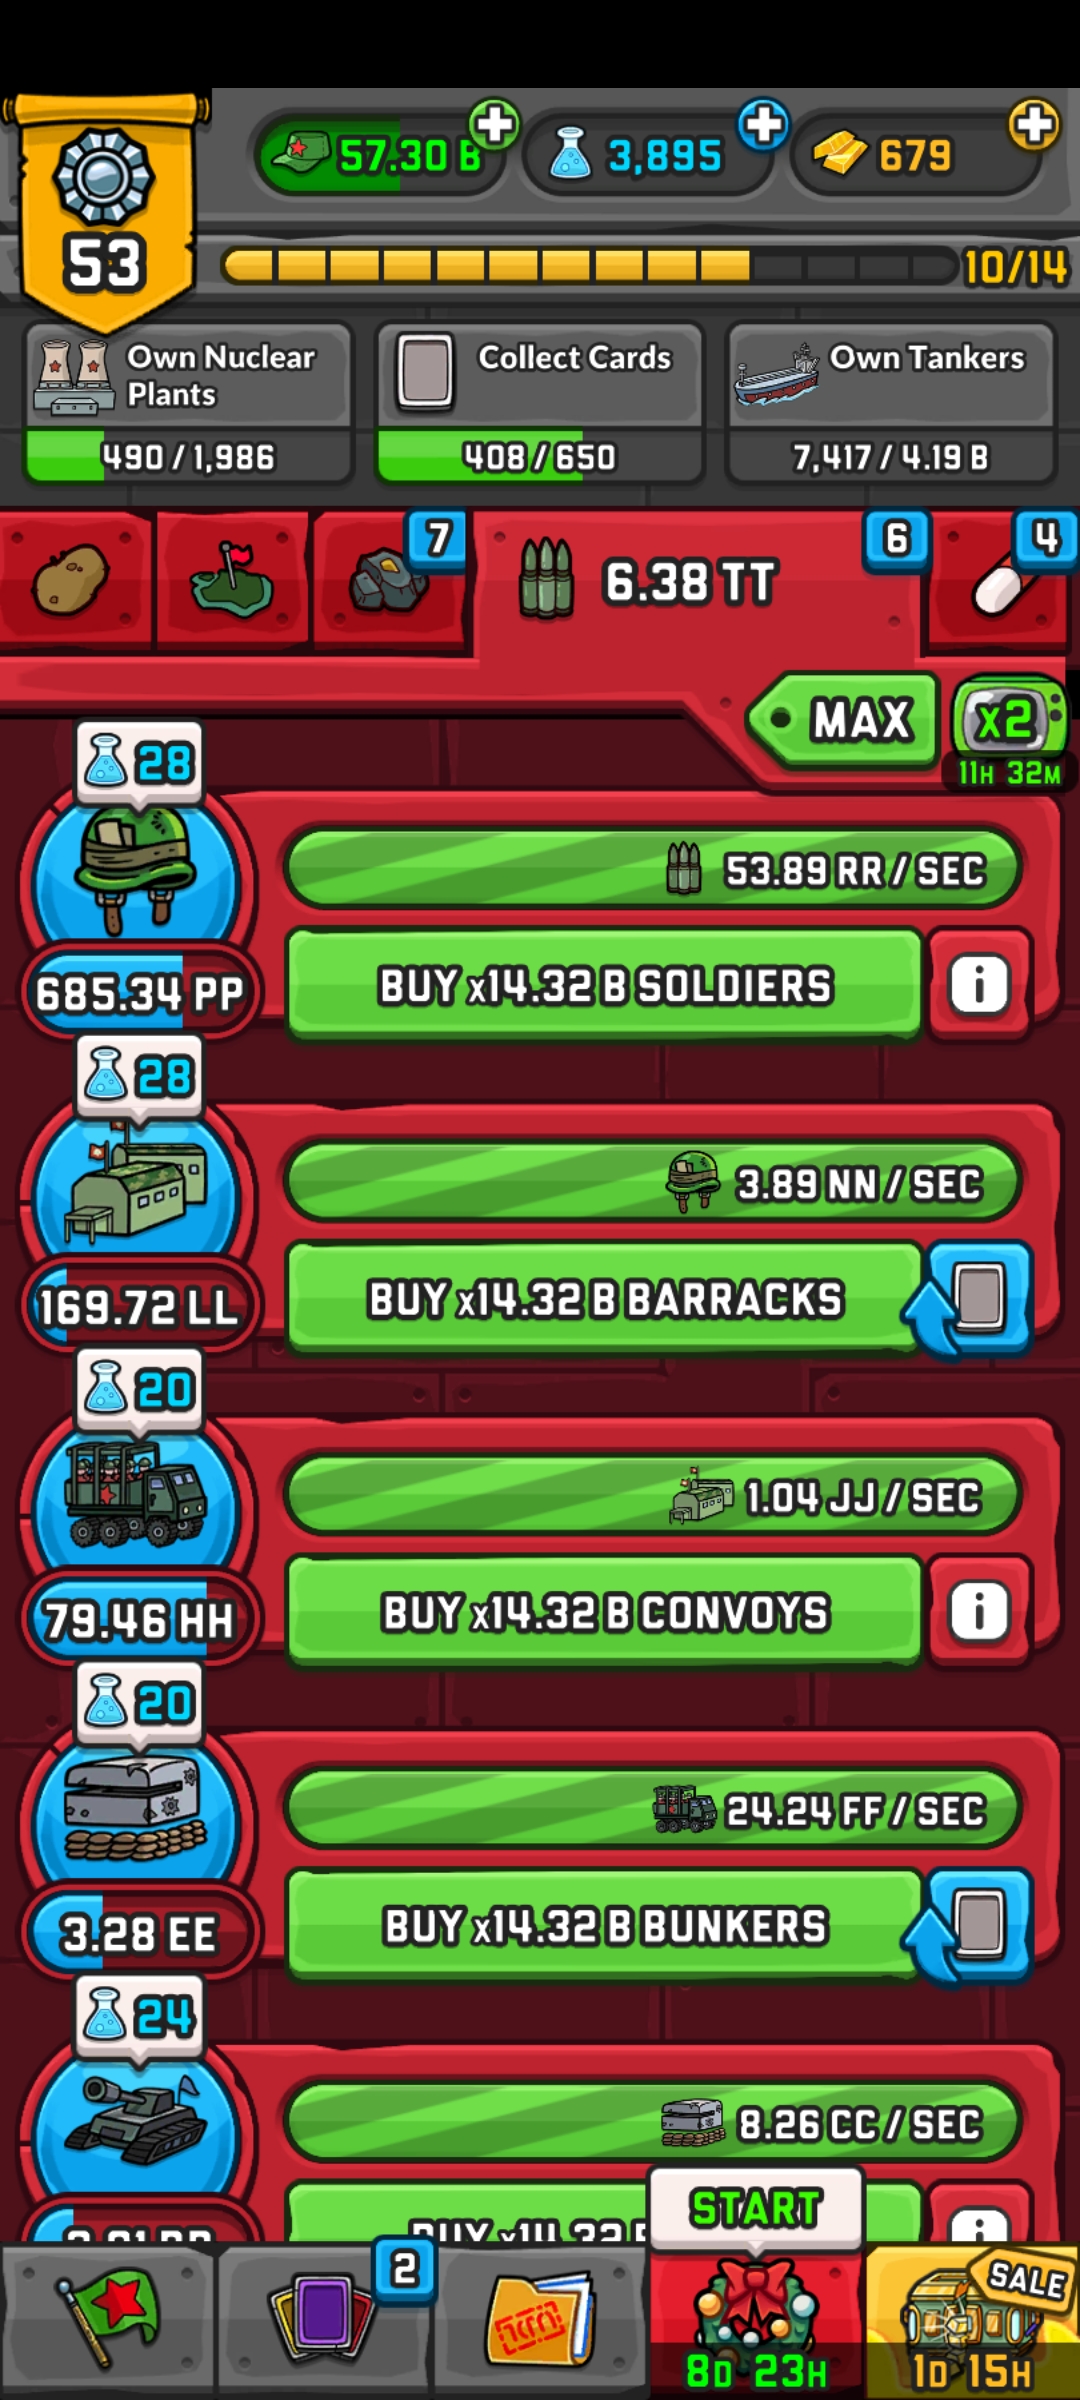 57.30 B
3,895
679
53
10/14
Own Nuclear
Plants
490 / 1,986
Collect Cards
408 / 650
Own Tankers
7,417 / 4.19 B
7
6.38 TT
6
4
MAX
x2
11H 32M
28
53.89 RR / SEC
685.34 PP
BUY x14.32 B SOLDIERS
i
28
3.89 NN / SEC
169.72 LL
BUY x14.32 B BARRACKS
20
1.04 JJ / SEC
79.46 HH
BUY x14.32 B CONVOYS
i
20
24.24 FF / SEC
3.28 EE
BUY x14.32 B BUNKERS
24
8.26 CC / SEC
BUY x14.32 B
i
START
2
SALE
8D 23H
1D 15H